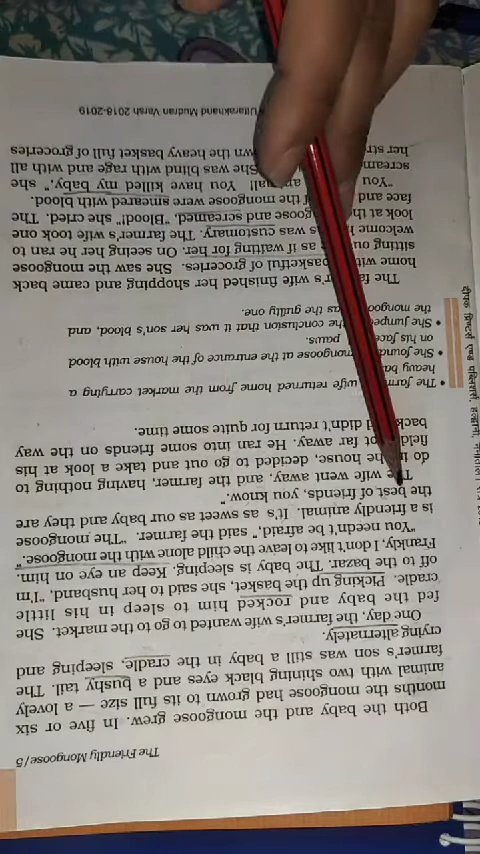 The Friendly Mongoose/5
Both the baby and the mongoose grew. In five or six
months the mongoose had grown to its full size — a lovely
animal with two shining black eyes and a bushy tail. The
farmer's son was still a baby in the cradle, sleeping and
crying alternately.
One day, the farmer's wife wanted to go to the market. She
fed the baby and rocked him to sleep in his little
cradle. Picking up the basket, she said to her husband, "I'm
off to the bazar. The baby is sleeping. Keep an eye on him.
Frankly, I don't like to leave the child alone with the mongoose."
"You needn't be afraid," said the farmer. "The mongoose
is a friendly animal. It's as sweet as our baby and they are
the best of friends, you know."
The wife went away, and the farmer, having nothing to
do in the house, decided to go out and take a look at his
field not far away. He ran into some friends on the way
back and didn't return for quite some time.
• The farm wife returned home from the market carrying a
heavy
• She found mongoose at the entrance of the house with blood
on his face paws.
• She jumped the conclusion that it was her son's blood, and
the mongoose was the guilty one.
The farmer's wife finished her shopping and came back
home with basketful of groceries. She saw the mongoose
sitting as if waiting for her. On seeing her he ran to
welcome was customary. The farmer's wife took one
look at the mongoose and screamed. "Blood!" she cried. The
face and of the mongoose were smeared with blood.
"You You have killed my baby," she
scream She was blind with rage and with all
her str the heavy basket full of groceries
Uttarakhand Mudran Varsh 2018-2019